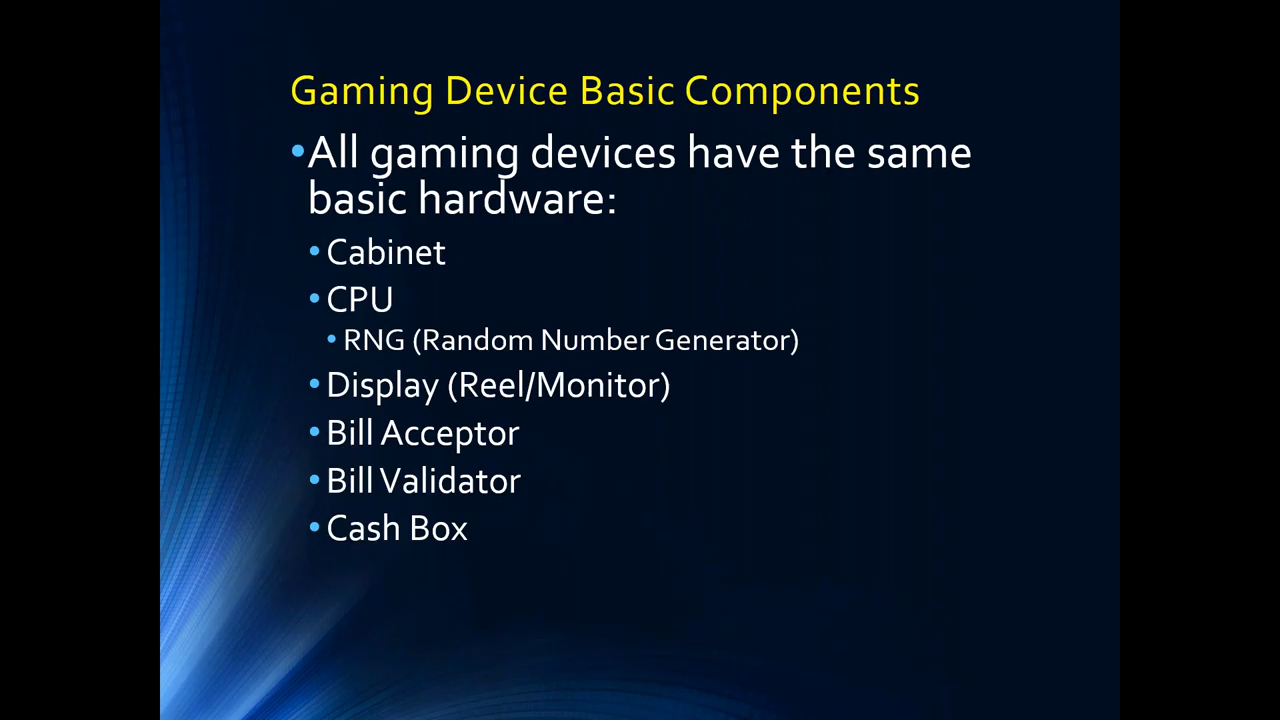 Gaming Device Basic Components
•All gaming devices have the same
basic hardware:
•Cabinet
•CPU
•RNG (Random Number Generator)
•Display (Reel/Monitor)
•Bill Acceptor
•Bill Validator
•Cash Box